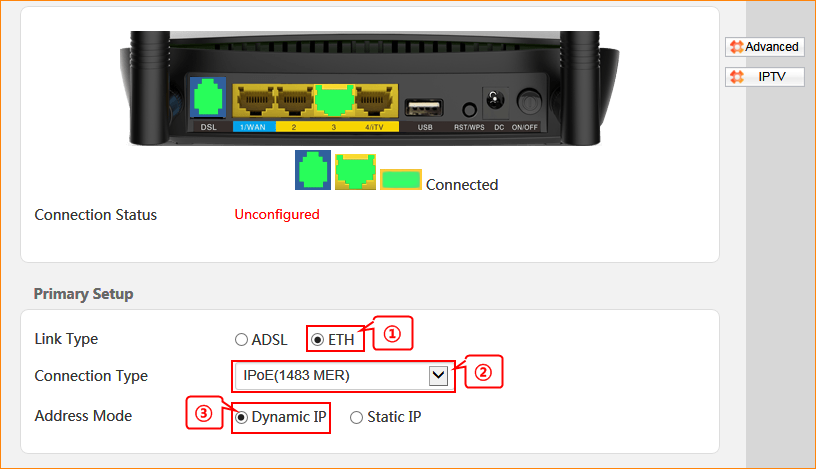 Advanced
IPTV
DSL 1/WAN 2 3 4/iTV USB RST/WPS DC ON/OFF
Connected
Connection Status Unconfigured
Primary Setup
Link Type ADSL ETH ①
Connection Type IPoE(1483 MER) ②
Address Mode ③ Dynamic IP Static IP